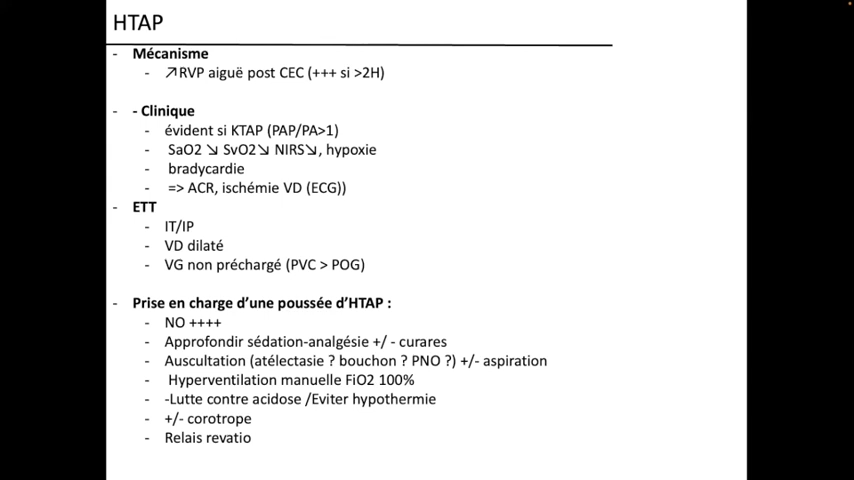 HTAP
- Mécanisme
- ↗RVP aiguë post CEC (+++ si >2H)
- - Clinique
- évident si KTAP (PAP/PA>1)
- SaO2 ↘ SvO2↘ NIRS↘, hypoxie
- bradycardie
- => ACR, ischémie VD (ECG))
- ETT
- IT/IP
- VD dilaté
- VG non préchargé (PVC > POG)
- Prise en charge d’une poussée d’HTAP :
- NO ++++
- Approfondir sédation-analgésie +/ - curares
- Auscultation (atélectasie ? bouchon ? PNO ?) +/- aspiration
- Hyperventilation manuelle FiO2 100%
- -Lutte contre acidose /Eviter hypothermie
- +/- corotrope
- Relais revatio